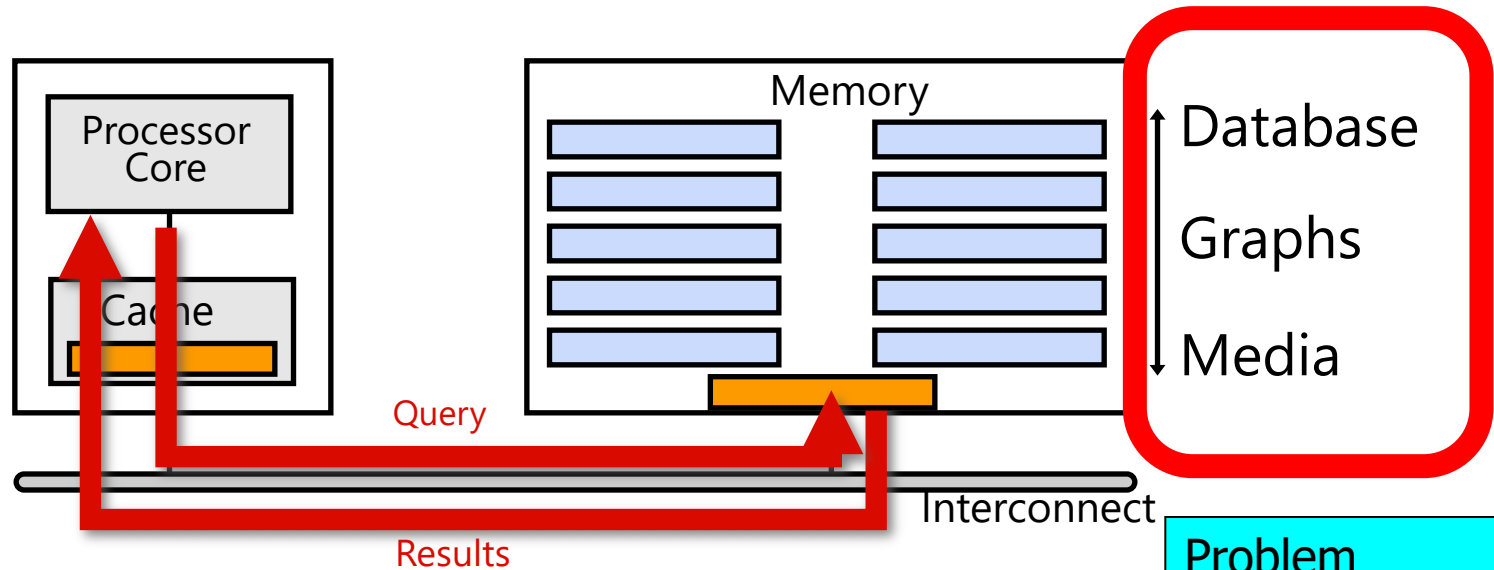 Memory
Processor
Core
Database
Graphs
Cache
Media
Query
Interconnect
Results
Problem